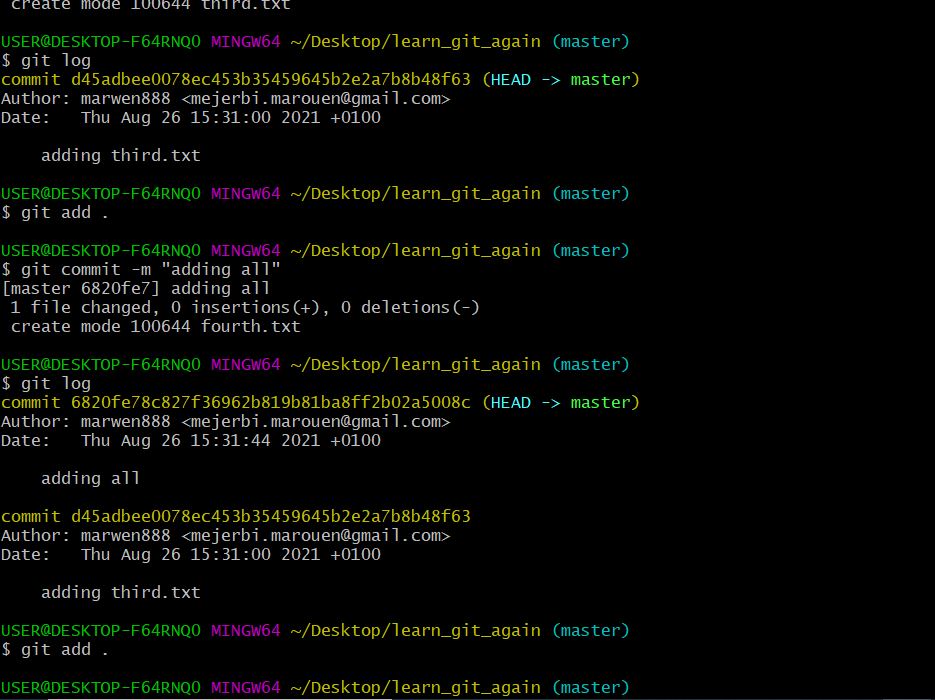 create mode 100644 third.txt
USER@DESKTOP-F64RNQO MINGW64 ~/Desktop/learn_git_again (master)
$ git log
commit d45adbee0078ec453b35459645b2e2a7b8b48f63 (HEAD -> master)
Author: marwen888 <mejerbi.marouen@gmail.com>
Date:   Thu Aug 26 15:31:00 2021 +0100
adding third.txt
USER@DESKTOP-F64RNQO MINGW64 ~/Desktop/learn_git_again (master)
$ git add .
USER@DESKTOP-F64RNQO MINGW64 ~/Desktop/learn_git_again (master)
$ git commit -m "adding all"
[master 6820fe7] adding all
1 file changed, 0 insertions(+), 0 deletions(-)
create mode 100644 fourth.txt
USER@DESKTOP-F64RNQO MINGW64 ~/Desktop/learn_git_again (master)
$ git log
commit 6820fe78c827f36962b819b81ba8ff2b02a5008c (HEAD -> master)
Author: marwen888 <mejerbi.marouen@gmail.com>
Date:   Thu Aug 26 15:31:44 2021 +0100
adding all
commit d45adbee0078ec453b35459645b2e2a7b8b48f63
Author: marwen888 <mejerbi.marouen@gmail.com>
Date:   Thu Aug 26 15:31:00 2021 +0100
adding third.txt
USER@DESKTOP-F64RNQO MINGW64 ~/Desktop/learn_git_again (master)
$ git add .
USER@DESKTOP-F64RNQO MINGW64 ~/Desktop/learn_git_again (master)